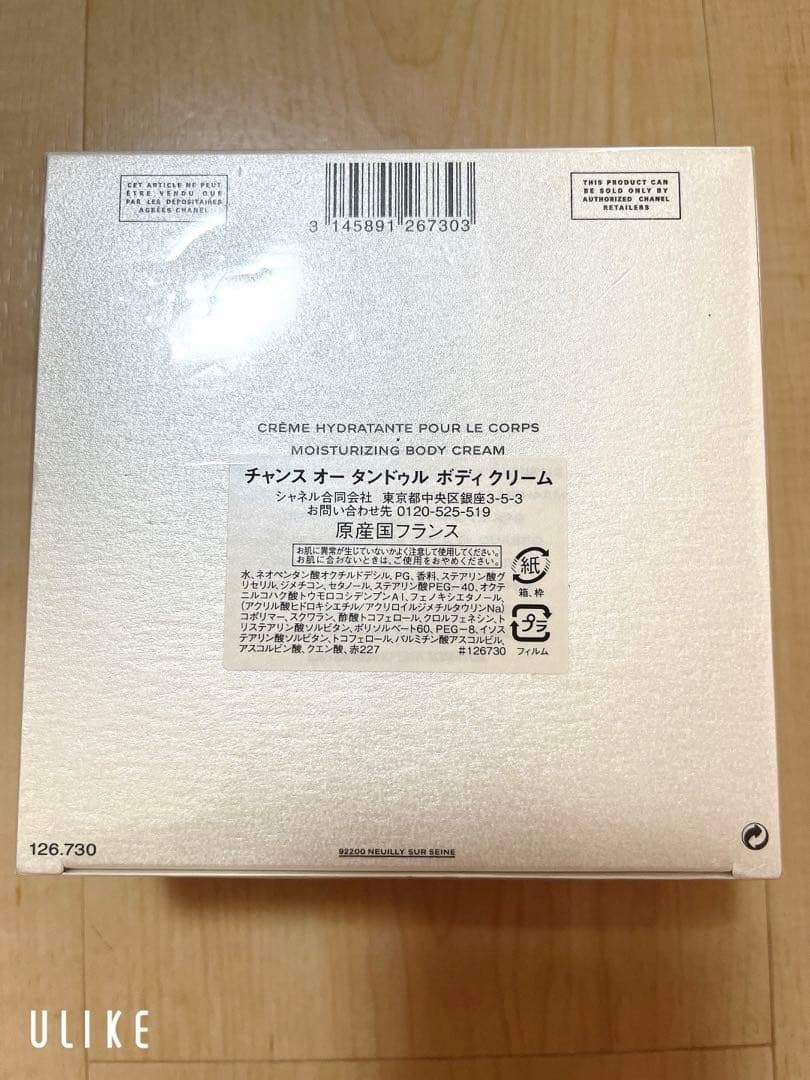 CET ARTICLE NE PEUT
ÊTRE VENDU QUE
PAR LES DÉPOSITAIRES
AGRÉÉS CHANEL
3 145891 267303
THIS PRODUCT CAN
BE SOLD ONLY BY
AUTHORIZED CHANEL
RETAILERS
CRÈME HYDRATANTE POUR LE CORPS
MOISTURIZING BODY CREAM
チャンス オー タンドゥル ボディ クリーム
シャネル合同会社 東京都中央区銀座3-5-3
お問い合わせ先 0120-525-519
原産国フランス
お肌に異常が生じていないかよく注意して使用してください。
お肌に合わないときは、ご使用をおやめください。
水、ネオペンタン酸オクチルドデシル、PG、香料、ステアリン酸グ
リセリル、ジメチコン、セタノール、ステアリン酸PEG-40、オクテ
ニルコハク酸トウモロコシデンプンAl、フェノキシエタノール、
(アクリル酸ヒドロキシエチル/アクリロイルジメチルタウリンNa)
コポリマー、スクワラン、酢酸トコフェロール、クロルフェネシン、ト
リステアリン酸ソルビタン、ポリソルベート60、PEG-8、イソス
テアリン酸ソルビタン、トコフェロール、パルミチン酸アスコルビル、
アスコルビン酸、クエン酸、赤227 #126730
紙
箱、枠
プラ
フィルム
126.730
92200 NEUILLY SUR SEINE
ULIKE